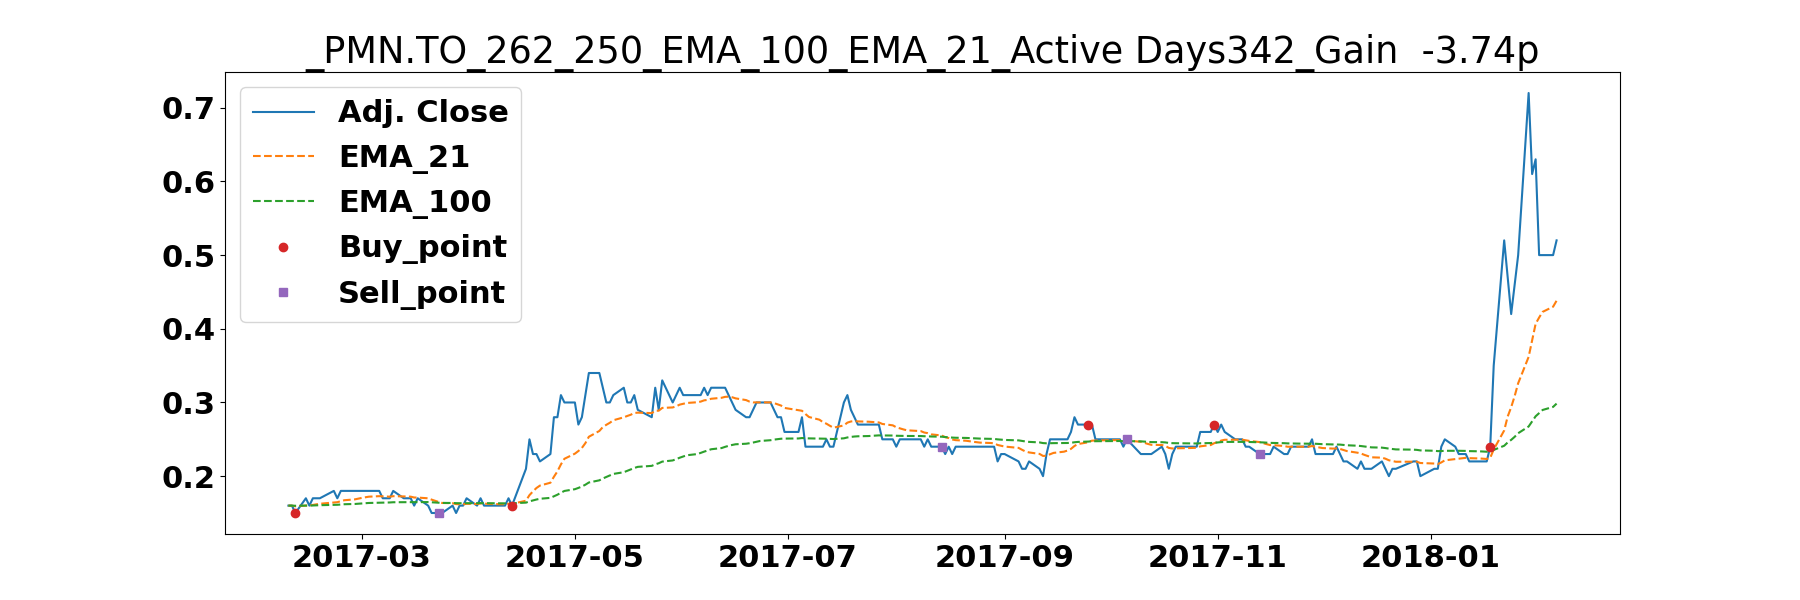 _PMN.TO_262_250_EMA_100_EMA_21_Active Days342_Gain  -3.74p
0.7
0.6
0.5
0.4
0.3
0.2
Adj. Close
EMA_21
EMA_100
Buy_point
Sell_point
2017-03 2017-05 2017-07 2017-09 2017-11 2018-01